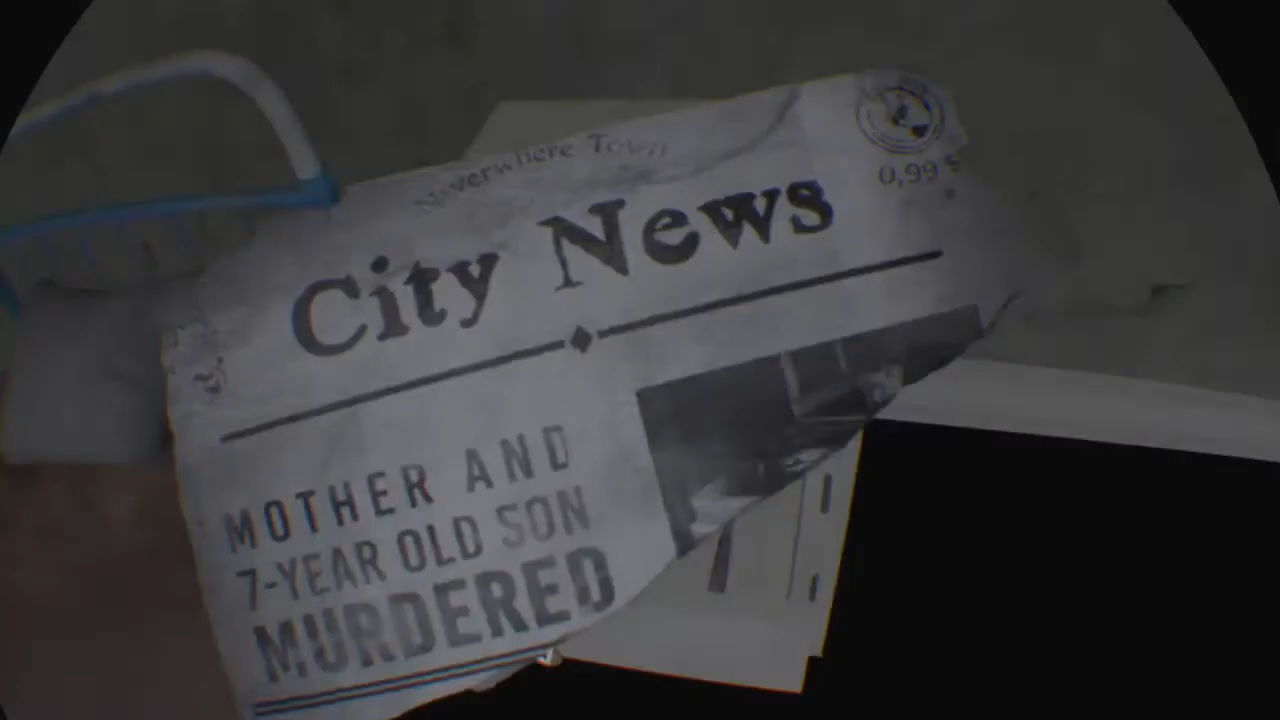 Neverwhere Town
0,99 $
City News
MOTHER AND
7-YEAR OLD SON
MURDERED